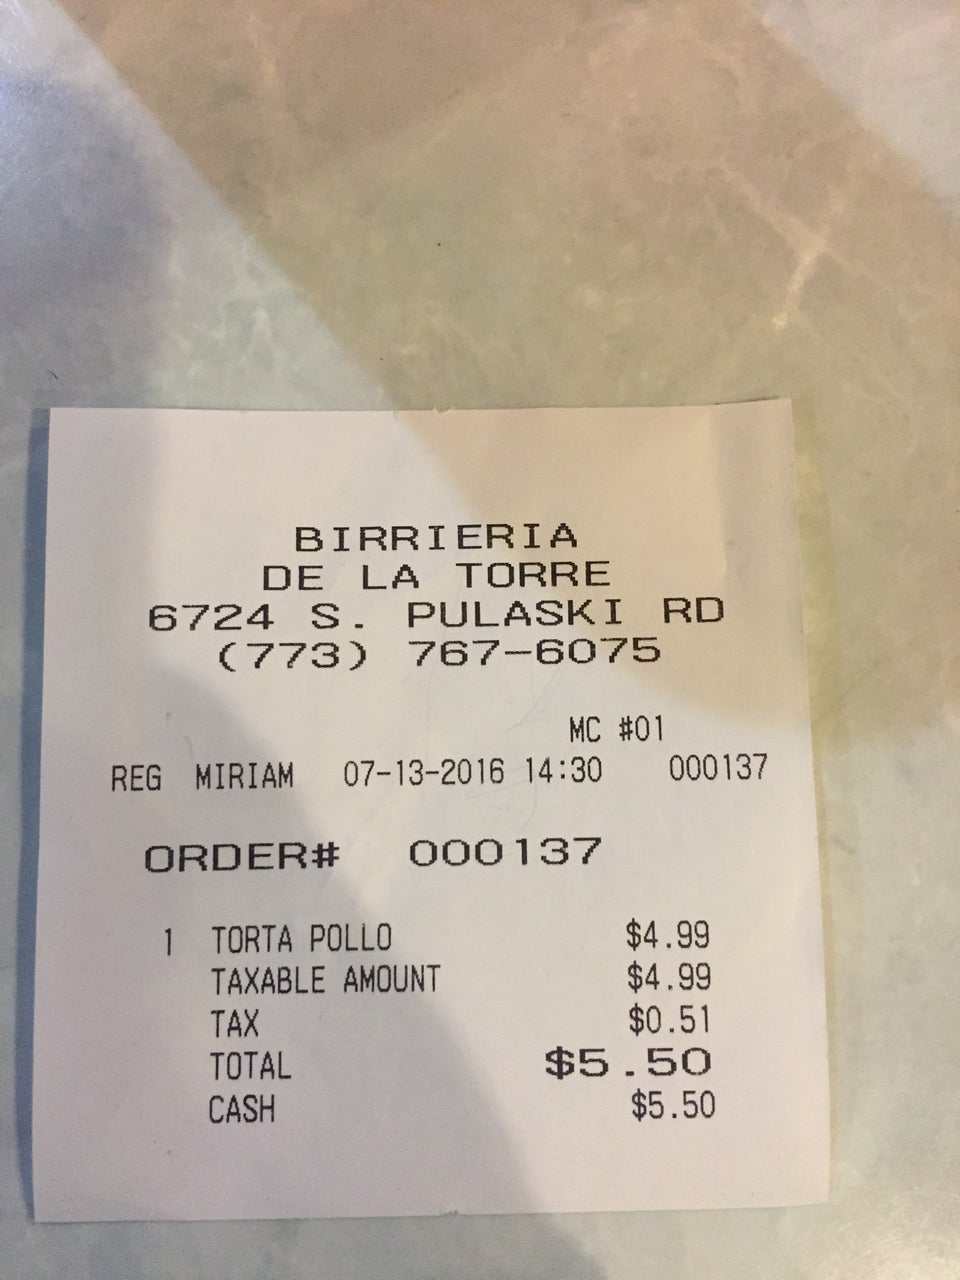 BIRRIERIA
DE LA TORRE
6724 S. PULASKI RD
(773) 767-6075
MC #01
REG MIRIAM 07-13-2016 14:30 000137
ORDER# 000137
1 TORTA POLLO $4.99
TAXABLE AMOUNT $4.99
TAX $0.51
TOTAL $5.50
CASH $5.50